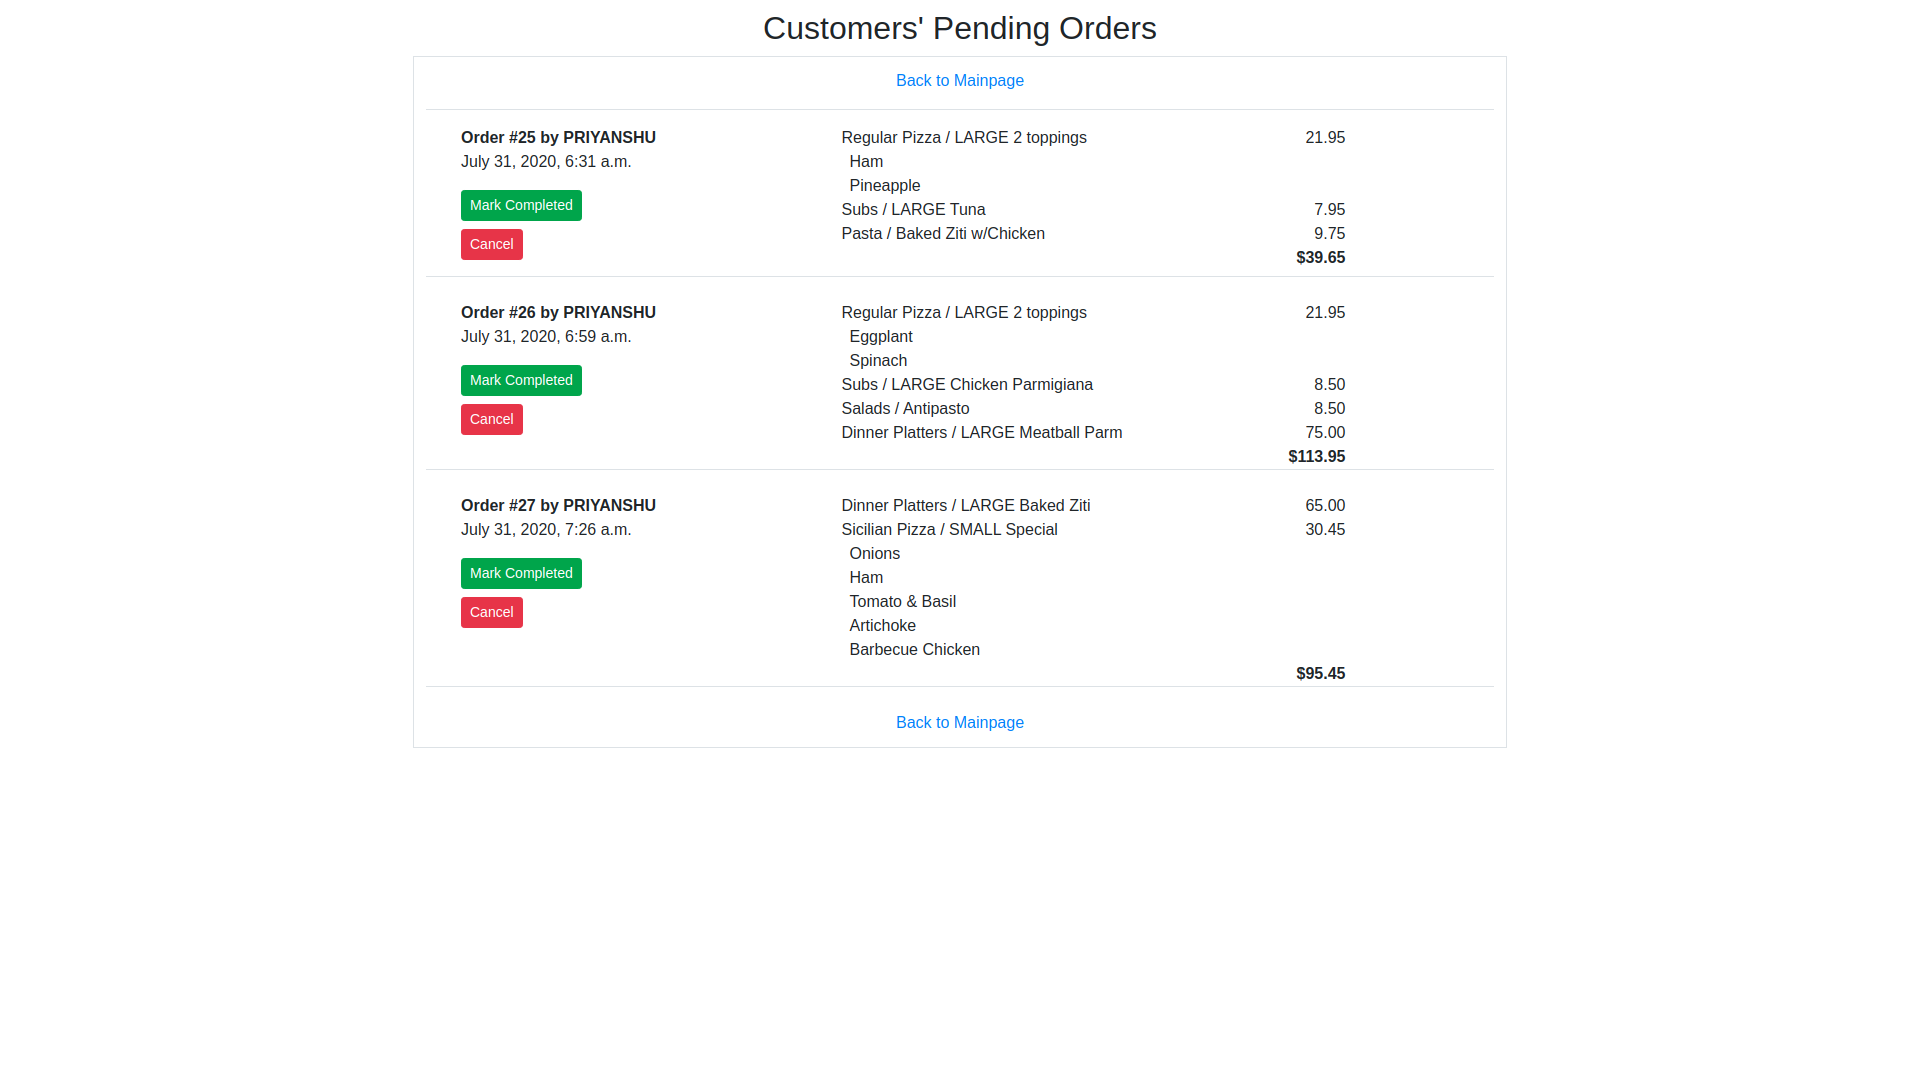 Customers' Pending Orders
Back to Mainpage
Order #25 by PRIYANSHU
July 31, 2020, 6:31 a.m.
Mark Completed
Cancel
Regular Pizza / LARGE 2 toppings 21.95
Ham
Pineapple
Subs / LARGE Tuna 7.95
Pasta / Baked Ziti w/Chicken 9.75
$39.65
Order #26 by PRIYANSHU
July 31, 2020, 6:59 a.m.
Mark Completed
Cancel
Regular Pizza / LARGE 2 toppings 21.95
Eggplant
Spinach
Subs / LARGE Chicken Parmigiana 8.50
Salads / Antipasto 8.50
Dinner Platters / LARGE Meatball Parm 75.00
$113.95
Order #27 by PRIYANSHU
July 31, 2020, 7:26 a.m.
Mark Completed
Cancel
Dinner Platters / LARGE Baked Ziti 65.00
Sicilian Pizza / SMALL Special 30.45
Onions
Ham
Tomato & Basil
Artichoke
Barbecue Chicken
$95.45
Back to Mainpage